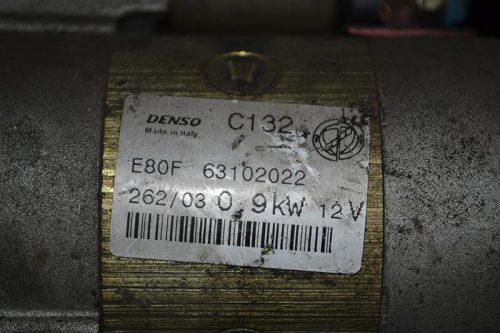 DENSO C132
Made in Italy
E80F 63102022
262/03 0,9kW 12V